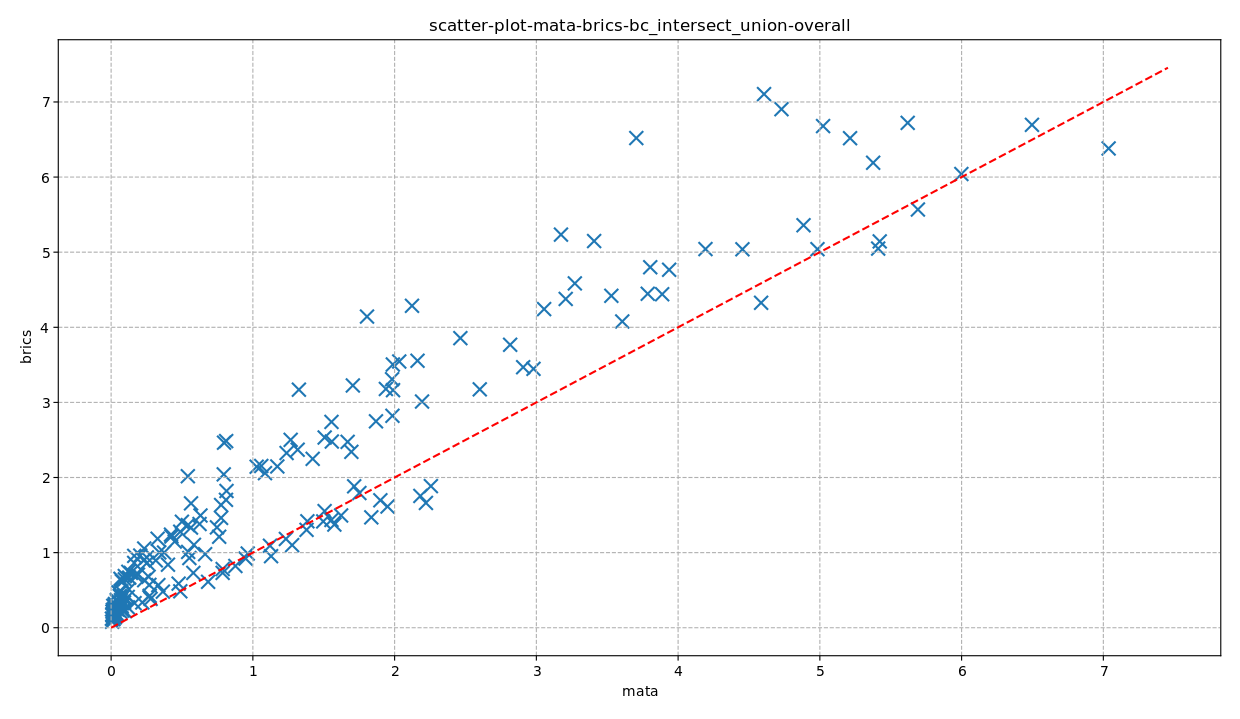 scatter-plot-mata-brics-bc_intersect_union-overall
7
6
5
4
3
2
1
0
brics
0 1 2 3 4 5 6 7
mata